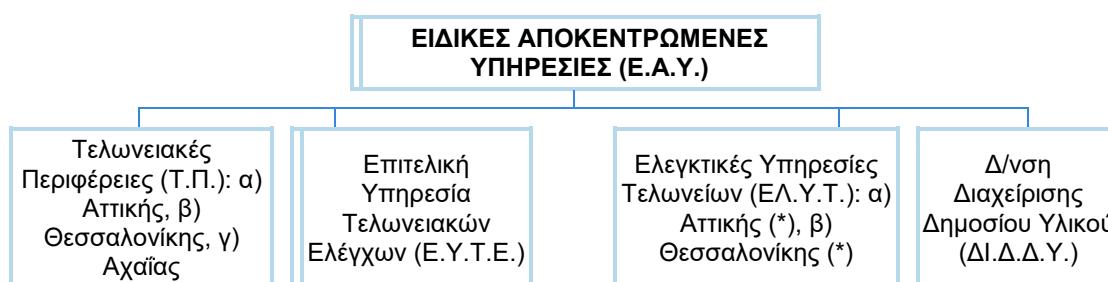 ΕΙΔΙΚΕΣ ΑΠΟΚΕΝΤΡΩΜΕΝΕΣ
ΥΠΗΡΕΣΙΕΣ (Ε.Α.Υ.)
Τελωνειακές
Περιφέρειες (Τ.Π.): α)
Αττικής, β)
Θεσσαλονίκης, γ)
Αχαΐας
Επιτελική
Υπηρεσία
Τελωνειακών
Ελέγχων (Ε.Υ.Τ.Ε.)
Ελεγκτικές Υπηρεσίες
Τελωνείων (ΕΛ.Υ.Τ.): α)
Αττικής (*), β)
Θεσσαλονίκης (*)
Δ/νση
Διαχείρισης
Δημοσίου Υλικού
(ΔΙ.Δ.Δ.Υ.)